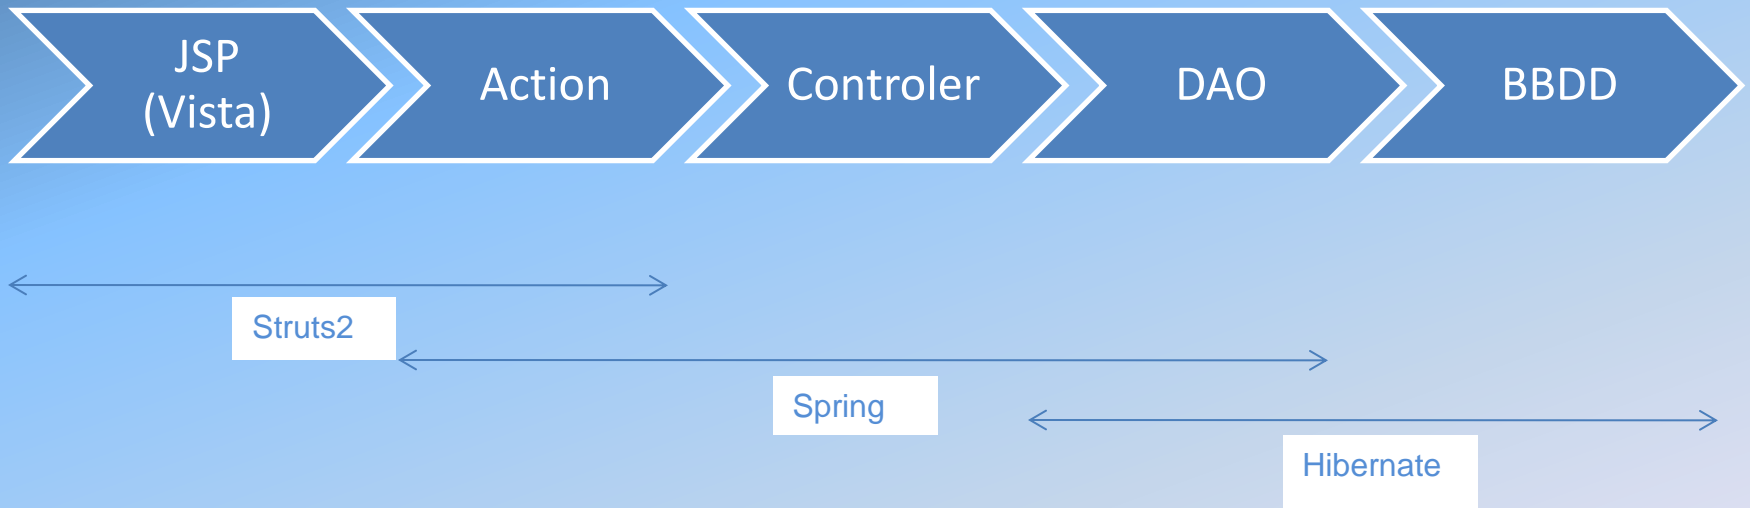 JSP
(Vista)
Action
Controler
DAO
BBDD
Struts2
Spring
Hibernate